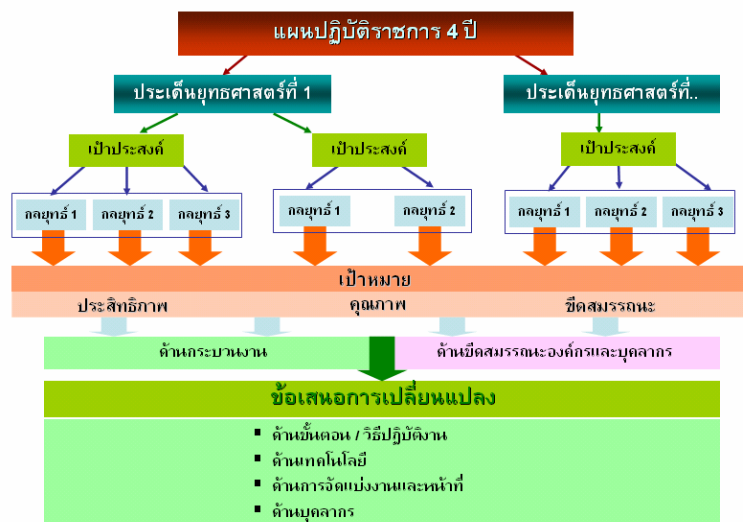 แผนปฏิบัติราชการ 4 ปี
ประเด็นยุทธศาสตร์ที่ 1
ประเด็นยุทธศาสตร์ที่..
เป้าประสงค์
เป้าประสงค์
เป้าประสงค์
กลยุทธ์ 1
กลยุทธ์ 2
กลยุทธ์ 3
กลยุทธ์ 1
กลยุทธ์ 2
กลยุทธ์ 1
กลยุทธ์ 2
กลยุทธ์ 3
เป้าหมาย
ประสิทธิภาพ
คุณภาพ
ขีดสมรรถนะ
ด้านกระบวนงาน
ด้านขีดสมรรถนะองค์กรและบุคลากร
ข้อเสนอการเปลี่ยนแปลง
▪ ด้านขั้นตอน / วิธีปฏิบัติงาน
▪ ด้านเทคโนโลยี
▪ ด้านการจัดแบ่งงานและหน้าที่
▪ ด้านบุคลากร